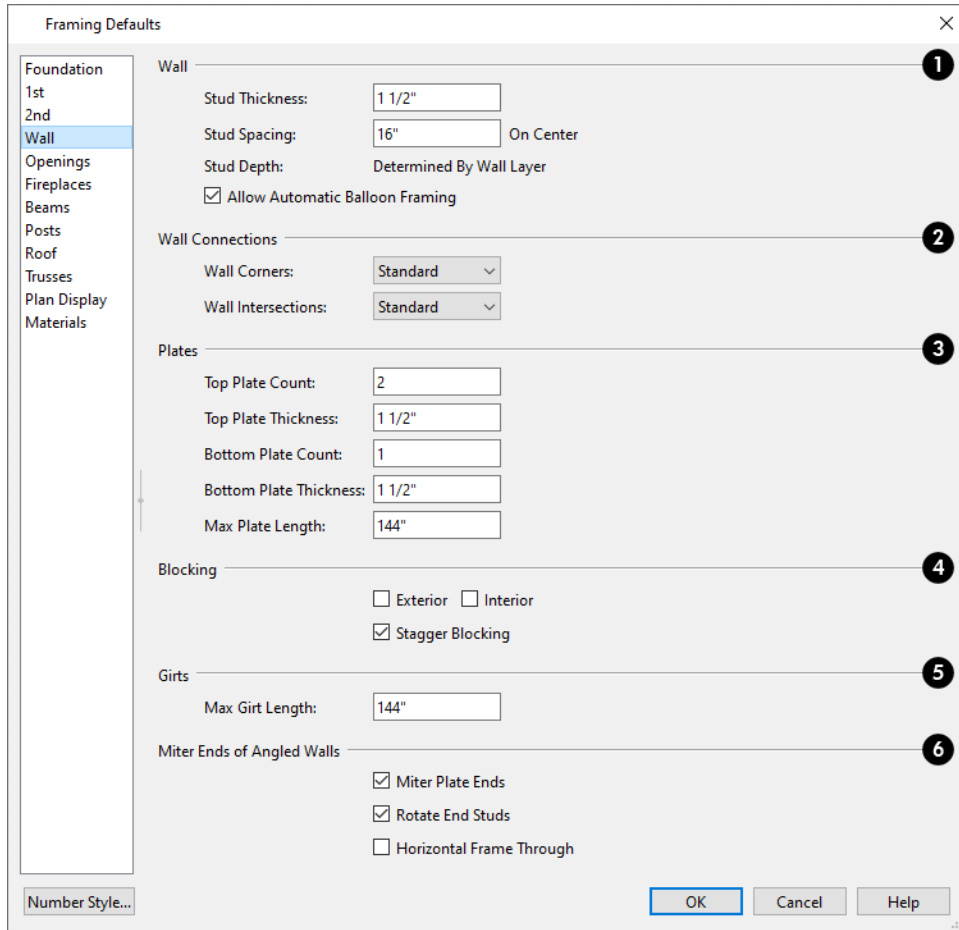 Framing Defaults
Foundation
1st
2nd
Wall
Openings
Fireplaces
Beams
Posts
Roof
Trusses
Plan Display
Materials
Wall 1
Stud Thickness: 1 1/2"
Stud Spacing: 16" On Center
Stud Depth: Determined By Wall Layer
Allow Automatic Balloon Framing
Wall Connections 2
Wall Corners: Standard
Wall Intersections: Standard
Plates 3
Top Plate Count: 2
Top Plate Thickness: 1 1/2"
Bottom Plate Count: 1
Bottom Plate Thickness: 1 1/2"
Max Plate Length: 144"
Blocking 4
Exterior Interior
Stagger Blocking
Girts 5
Max Girt Length: 144"
Miter Ends of Angled Walls 6
Miter Plate Ends
Rotate End Studs
Horizontal Frame Through
Number Style... OK Cancel Help